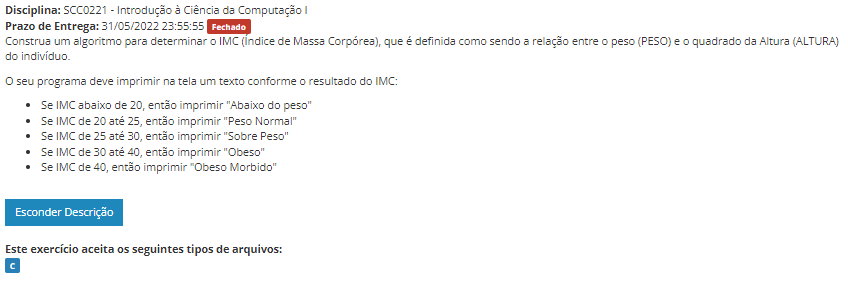 Disciplina: SCC0221 - Introdução à Ciência da Computação I
Prazo de Entrega: 31/05/2022 23:55:55 Fechado
Construa um algoritmo para determinar o IMC (Índice de Massa Corpórea), que é definida como sendo a relação entre o peso (PESO) e o quadrado da Altura (ALTURA)
do indivíduo.
O seu programa deve imprimir na tela um texto conforme o resultado do IMC:
• Se IMC abaixo de 20, então imprimir "Abaixo do peso"
• Se IMC de 20 até 25, então imprimir "Peso Normal"
• Se IMC de 25 até 30, então imprimir "Sobre Peso"
• Se IMC de 30 até 40, então imprimir "Obeso"
• Se IMC de 40, então imprimir "Obeso Morbido"
Esconder Descrição
Este exercício aceita os seguintes tipos de arquivos:
C